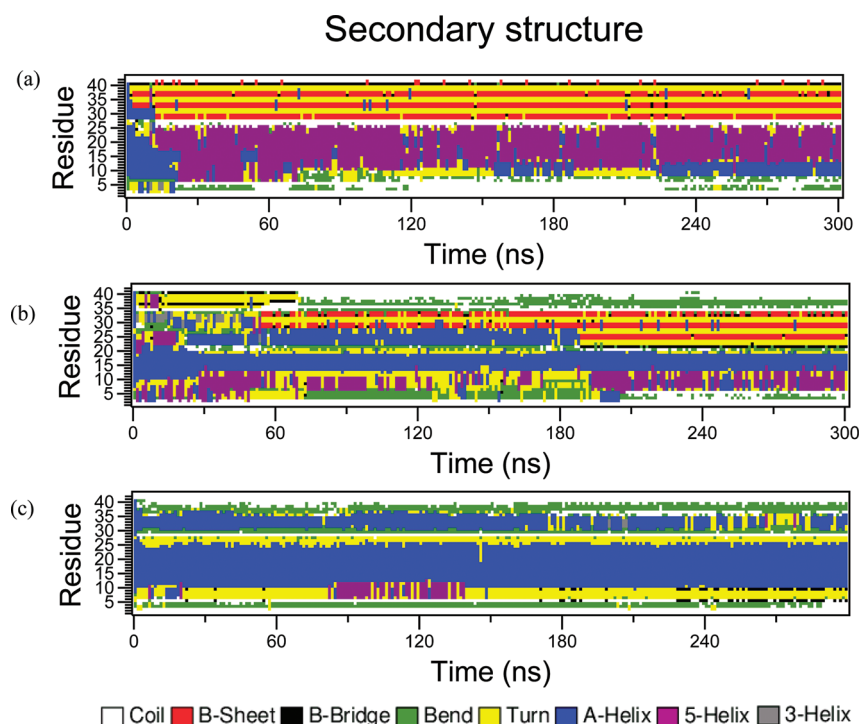 Secondary structure
(a)
Residue
40
35
30
25
20
15
10
5
0 60 120 180 240 300
Time (ns)
(b)
Residue
40
35
30
25
20
15
10
5
0 60 120 180 240 300
Time (ns)
(c)
Residue
40
35
30
25
20
15
10
5
0 60 120 180 240
Time (ns)
Coil B-Sheet B-Bridge Bend Turn A-Helix 5-Helix 3-Helix